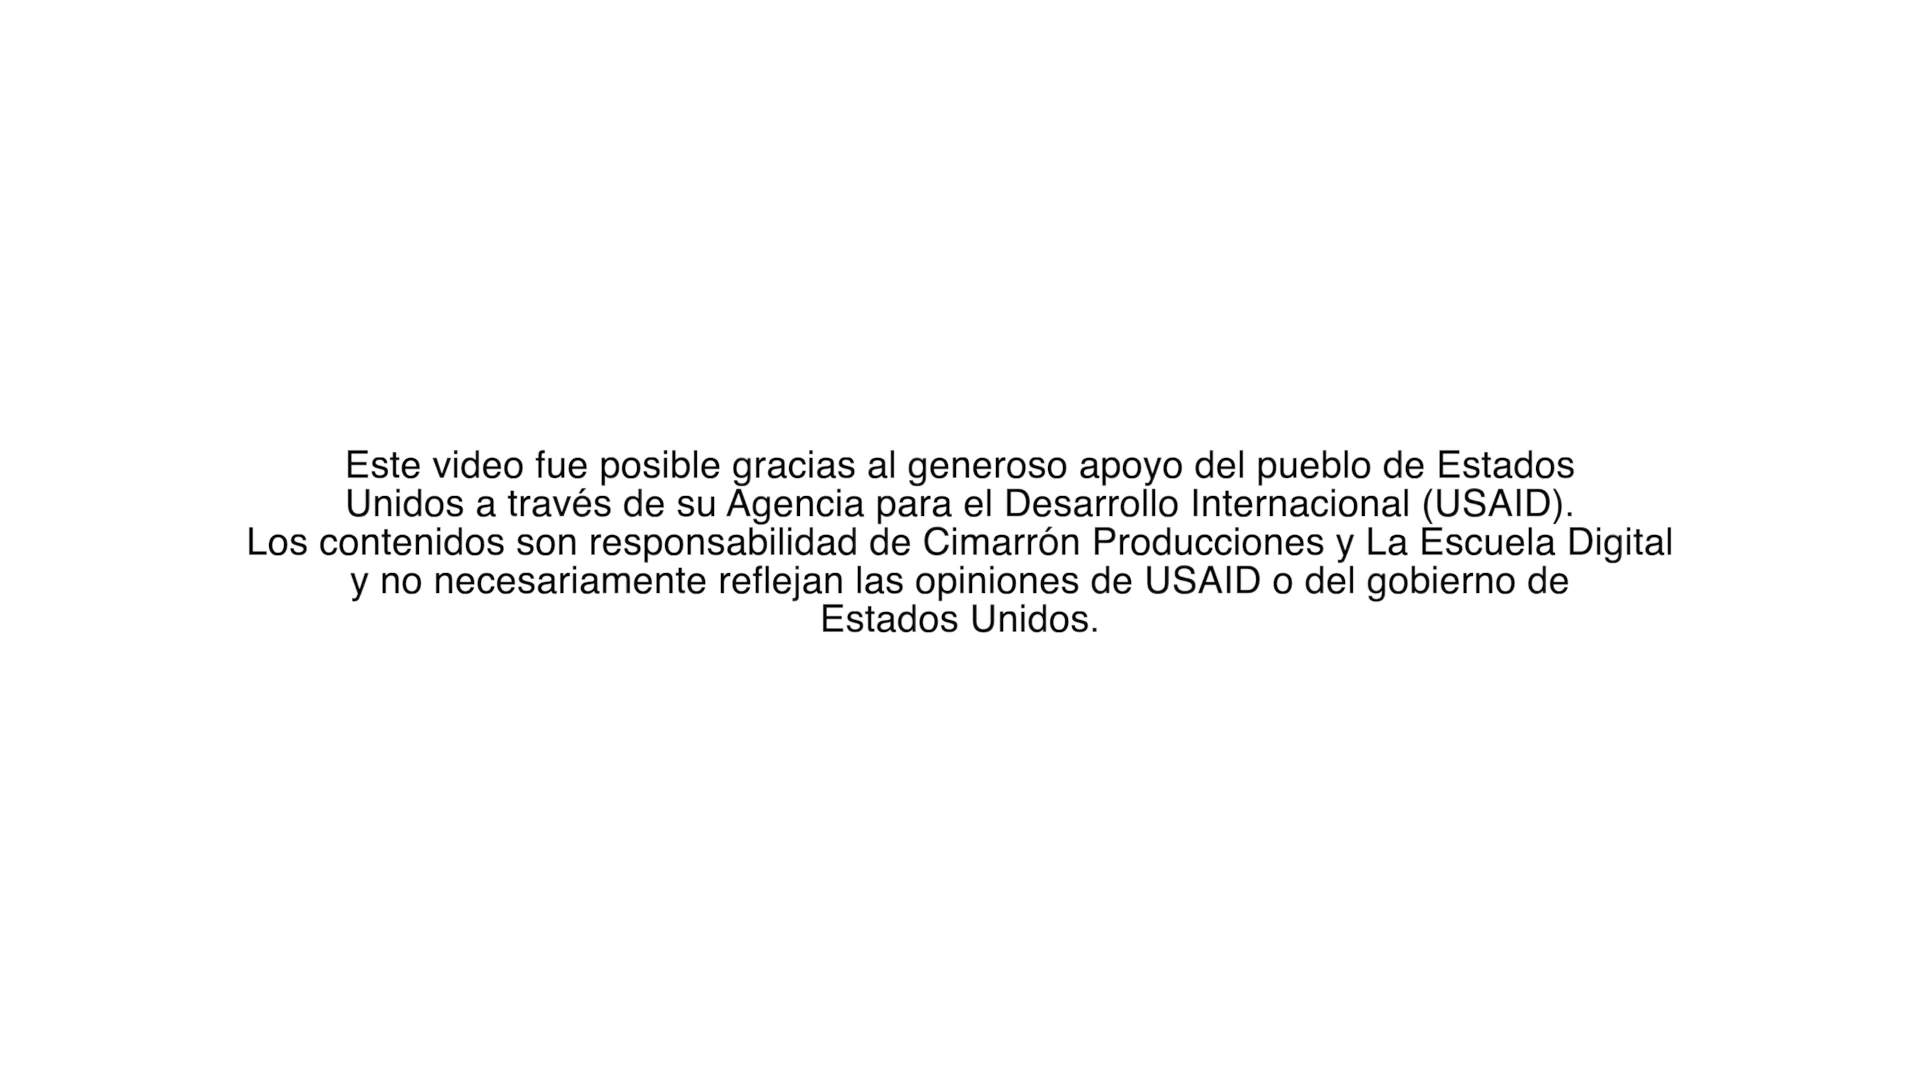 Este video fue posible gracias al generoso apoyo del pueblo de Estados
Unidos a través de su Agencia para el Desarrollo Internacional (USAID).
Los contenidos son responsabilidad de Cimarrón Producciones y La Escuela Digital
y no necesariamente reflejan las opiniones de USAID o del gobierno de
Estados Unidos.